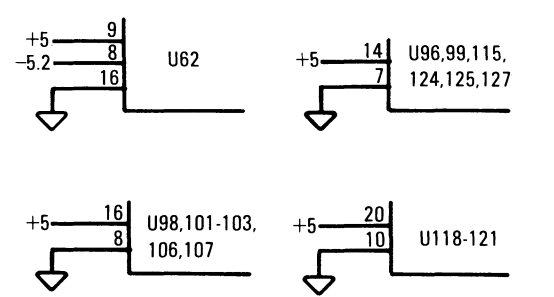 +5 9
-5.2 8
16
U62
+5 14
7
U96,99,115,
124,125,127
+5 16
8
U98,101-103,
106,107
+5 20
10
U118-121